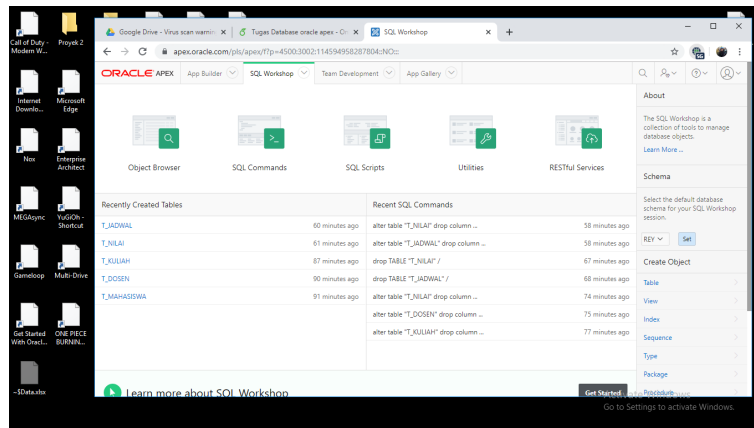 Call of Duty - Modern W...
Proyek 2
Internet Downlo...
Microsoft Edge
Nox
Enterprise Architect
MEGAsync
YuGiOh - Shortcut
Gameloop
Multi-Drive
Get Started With Oracl...
ONE PIECE BURNIN...
~$Data.xlsx
Google Drive - Virus scan warnin
Tugas Database oracle apex - On
SQL Workshop
apex.oracle.com/pls/apex/f?p=4500:3002:114594958287804::NO:::
ORACLE APEX
App Builder
SQL Workshop
Team Development
App Gallery
Object Browser
SQL Commands
SQL Scripts
Utilities
RESTful Services
Recently Created Tables
T_JADWAL 60 minutes ago
T_NILAI 61 minutes ago
T_KULIAH 87 minutes ago
T_DOSEN 90 minutes ago
T_MAHASISWA 91 minutes ago
Recent SQL Commands
alter table "T_NILAI" drop column ... 58 minutes ago
alter table "T_JADWAL" drop column ... 58 minutes ago
drop TABLE "T_NILAI" / 67 minutes ago
drop TABLE "T_JADWAL" / 68 minutes ago
alter table "T_NILAI" drop column ... 74 minutes ago
alter table "T_DOSEN" drop column ... 75 minutes ago
alter table "T_KULIAH" drop column ... 77 minutes ago
Learn more about SQL Workshop
Get Started
About
The SQL Workshop is a
collection of tools to manage
database objects.
Learn More ...
Schema
Select the default database
schema for your SQL Workshop
session.
REY
Set
Create Object
Table
View
Index
Sequence
Type
Package
Procedure
Activate Windows
Go to Settings to activate Windows.